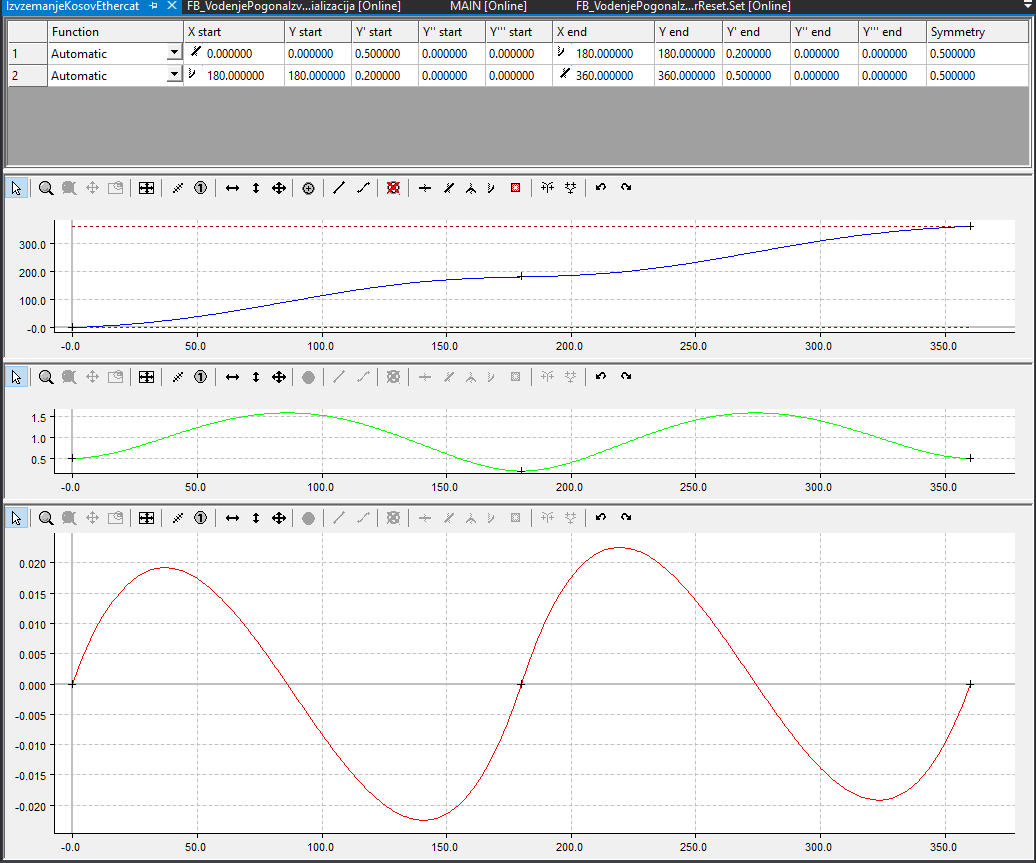 IzvzemanjeKosovEthercat FB_VodenjePogonalzv...ializacija [Online] MAIN [Online] FB_VodenjePogonalz...rReset.Set [Online]
Function X start Y start Y' start Y'' start Y''' start X end Y end Y' end Y'' end Y''' end Symmetry
1 Automatic 0.000000 0.000000 0.500000 0.000000 0.000000 180.000000 180.000000 0.200000 0.000000 0.000000 0.500000
2 Automatic 180.000000 180.000000 0.200000 0.000000 0.000000 360.000000 360.000000 0.500000 0.000000 0.000000 0.500000
1
300.0
200.0
100.0
-0.0
-0.0 50.0 100.0 150.0 200.0 250.0 300.0 350.0
1
1.5
1.0
0.5
-0.0 50.0 100.0 150.0 200.0 250.0 300.0 350.0
1
0.020
0.015
0.010
0.005
0.000
-0.005
-0.010
-0.015
-0.020
-0.0 50.0 100.0 150.0 200.0 250.0 300.0 350.0